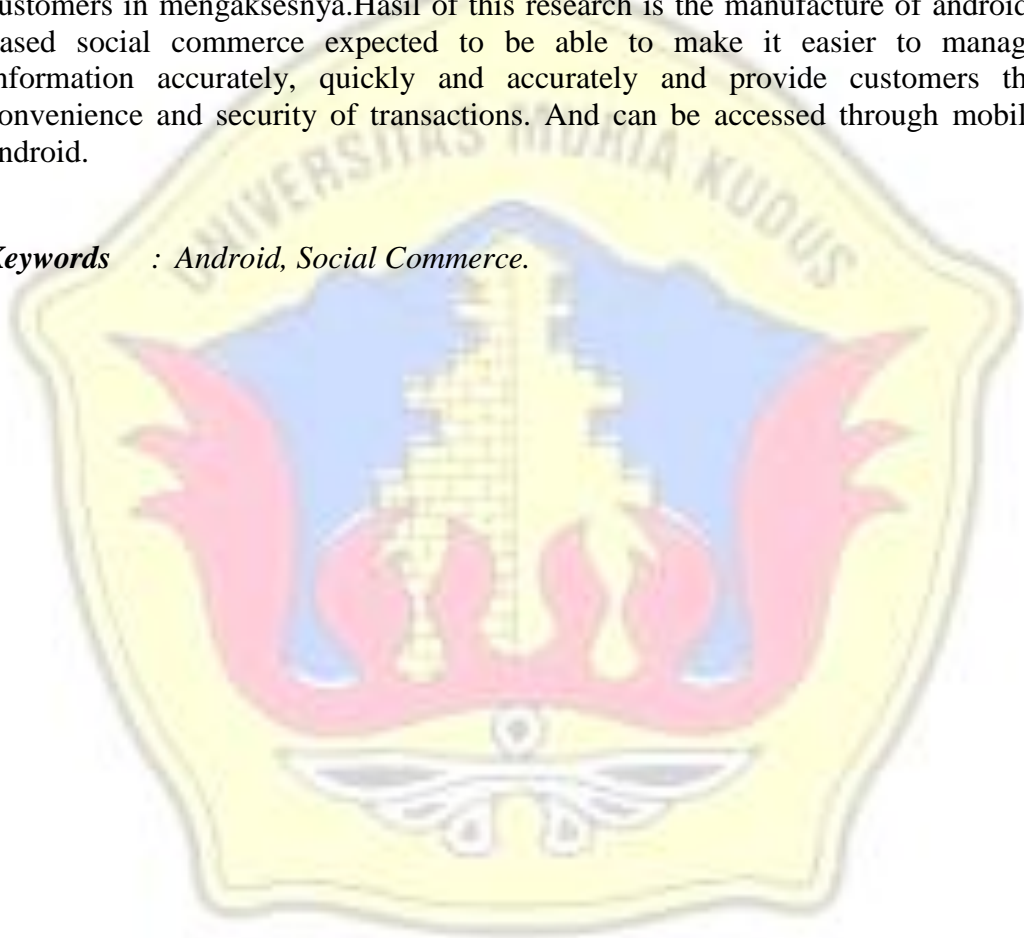 ustomers in mengaksesnya.Hasil of this research is the manufacture of android
ased social commerce expected to be able to make it easier to manag
nformation accurately, quickly and accurately and provide customers th
onvenience and security of transactions. And can be accessed through mobil
ndroid.
UNIVERSITAS MURIA KUDUS
Keywords : Android, Social Commerce.